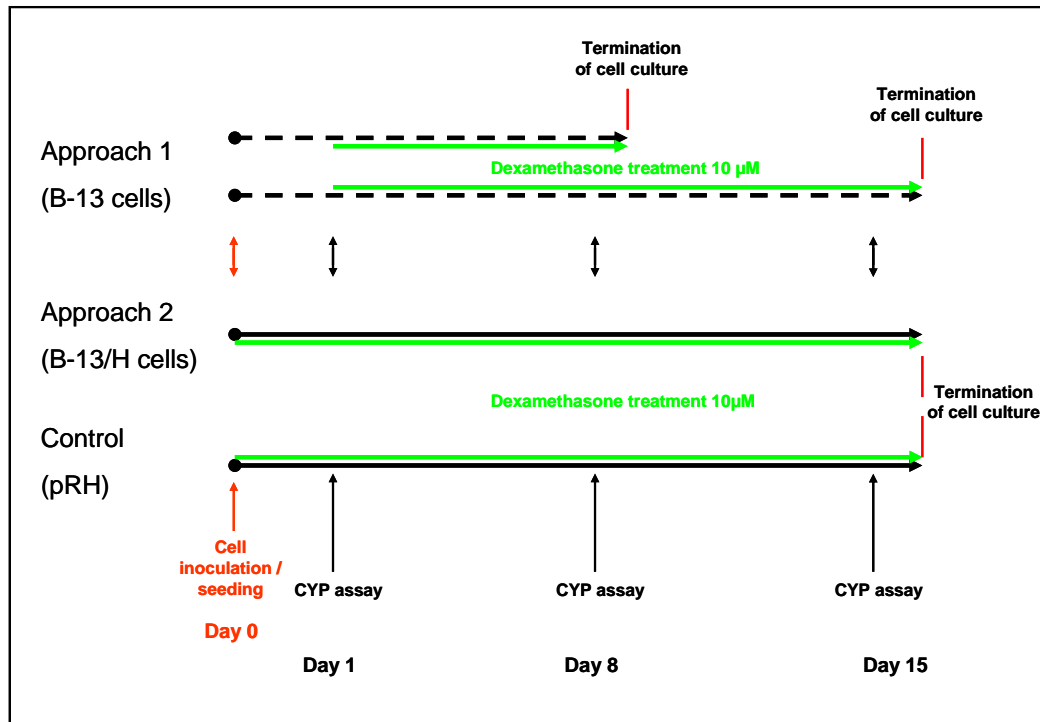 Termination
of cell culture
Termination
of cell culture
Approach 1
(B-13 cells)
Dexamethasone treatment 10 µM
Approach 2
(B-13/H cells)
Dexamethasone treatment 10µM
Termination
of cell culture
Control
(pRH)
Cell
inoculation /
seeding
Day 0
CYP assay
CYP assay
CYP assay
Day 1
Day 8
Day 15